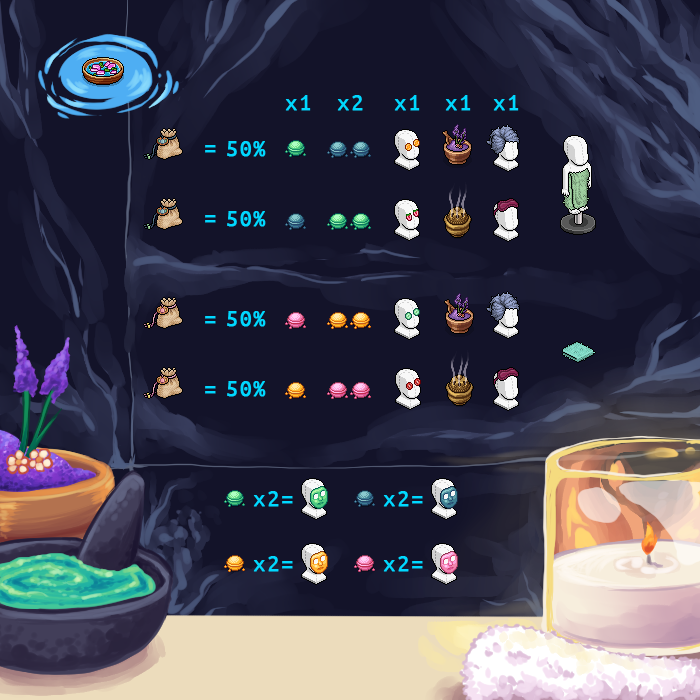 x1 x2 x1 x1 x1
= 50%
= 50%
= 50%
= 50%
x2= x2=
x2= x2=